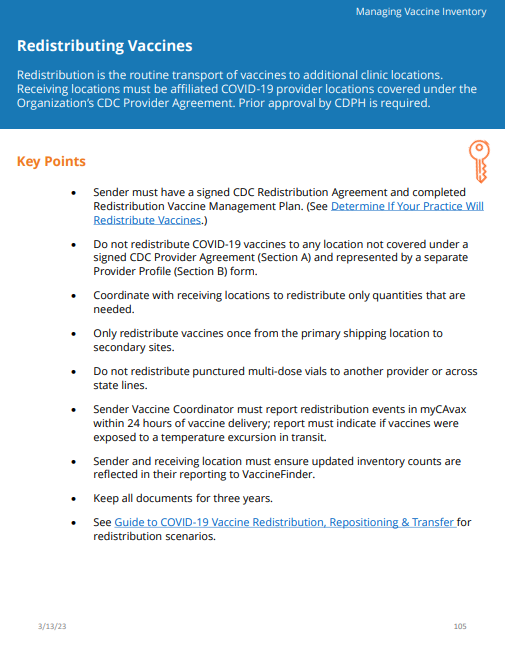 Managing Vaccine Inventory
Redistributing Vaccines
Redistribution is the routine transport of vaccines to additional clinic locations.
Receiving locations must be affiliated COVID-19 provider locations covered under the
Organization's CDC Provider Agreement. Prior approval by CDPH is required.
Key Points
• Sender must have a signed CDC Redistribution Agreement and completed
Redistribution Vaccine Management Plan. (See Determine If Your Practice Will
Redistribute Vaccines.)
• Do not redistribute COVID-19 vaccines to any location not covered under a
signed CDC Provider Agreement (Section A) and represented by a separate
Provider Profile (Section B) form.
• Coordinate with receiving locations to redistribute only quantities that are
needed.
• Only redistribute vaccines once from the primary shipping location to
secondary sites.
• Do not redistribute punctured multi-dose vials to another provider or across
state lines.
• Sender Vaccine Coordinator must report redistribution events in myCAvax
within 24 hours of vaccine delivery; report must indicate if vaccines were
exposed to a temperature excursion in transit.
• Sender and receiving location must ensure updated inventory counts are
reflected in their reporting to VaccineFinder.
• Keep all documents for three years.
• See Guide to COVID-19 Vaccine Redistribution, Repositioning & Transfer for
redistribution scenarios.
3/13/23
105